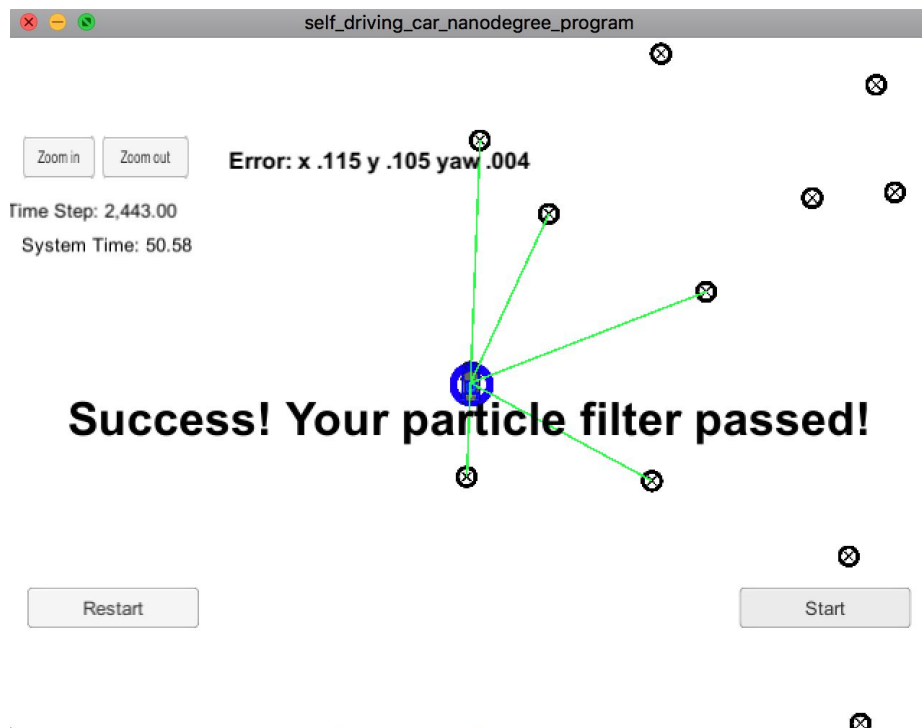 self_driving_car_nanodegree_program
Zoom in
Zoom out
Error: x .115 y .105 yaw .004
Time Step: 2,443.00
System Time: 50.58
Success! Your particle filter passed!
Restart
Start